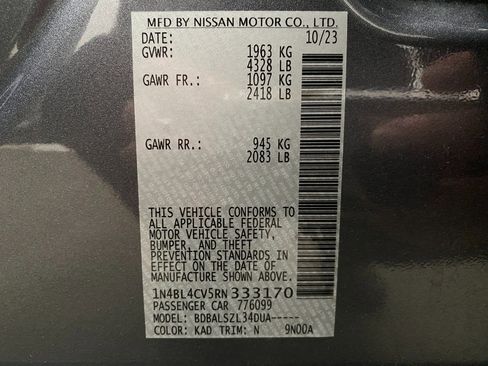 MFD BY NISSAN MOTOR CO., LTD.
DATE: 10/23
GVWR: 1963 KG
4328 LB
GAWR FR.: 1097 KG
2418 LB
GAWR RR.: 945 KG
2083 LB
THIS VEHICLE CONFORMS TO
ALL APPLICABLE FEDERAL
MOTOR VEHICLE SAFETY,
BUMPER, AND THEFT
PREVENTION STANDARDS IN
EFFECT ON THE DATE OF
MANUFACTURE SHOWN ABOVE.
1N4BL4CV5RN333170
PASSENGER CAR 776099
MODEL: BDBALSZL34DUA-----
COLOR: KAD TRIM: N 9N00A